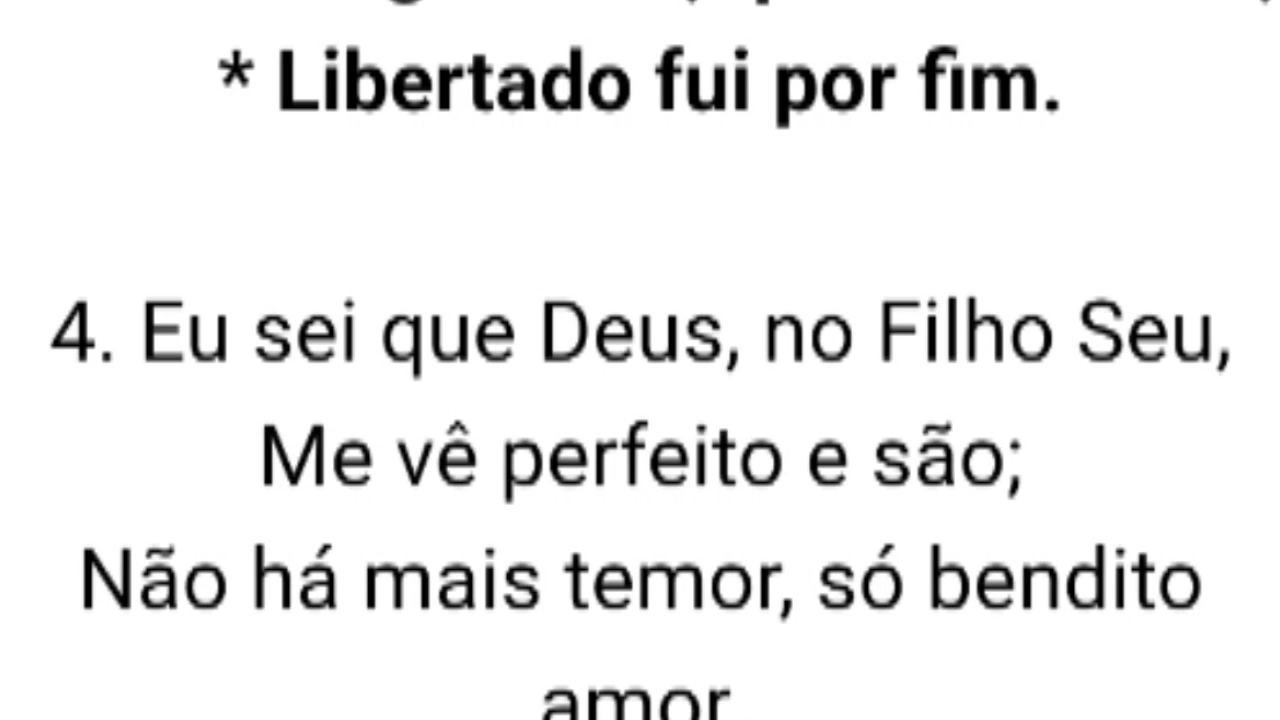 * Libertado fui por fim.
4. Eu sei que Deus, no Filho Seu,
Me vê perfeito e são;
Não há mais temor, só bendito
amor